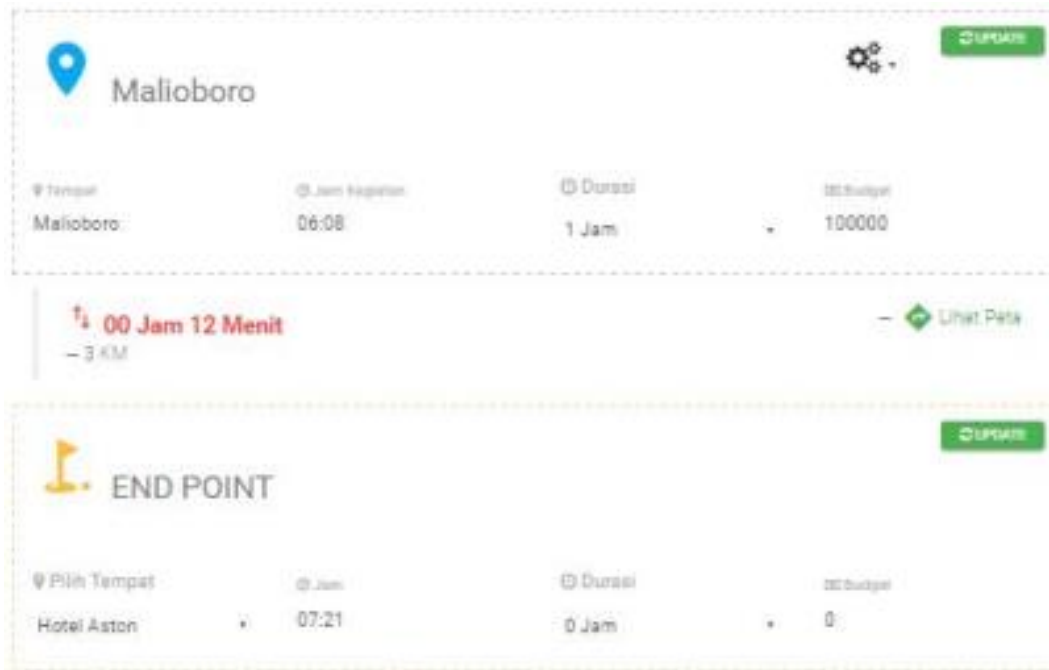 UPDATE
Malioboro
Tempat Jam Kegiatan Durasi Budget
Malioboro 06:08 1 Jam 100000
00 Jam 12 Menit – Lihat Peta
– 3 KM
UPDATE
END POINT
Pilih Tempat Jam Durasi Budget
Hotel Aston 07:21 0 Jam 0